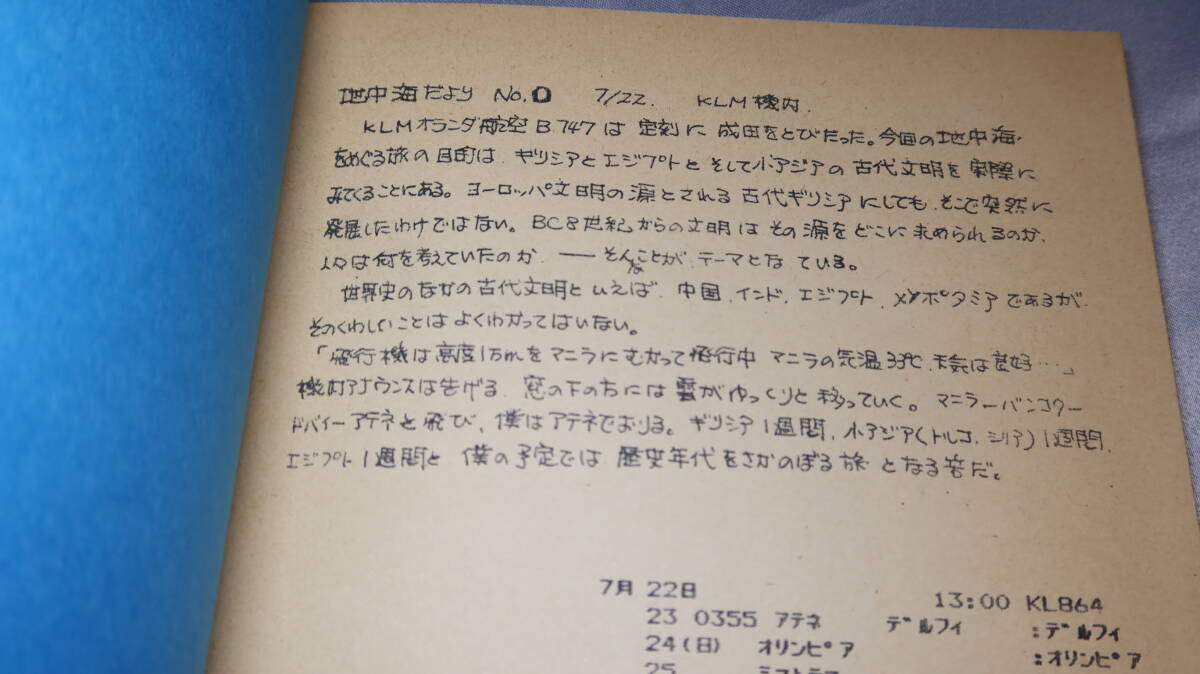 地中海だより No.0 7/22. KLM機内.
KLMオランダ航空B747は 定刻に 成田をとびたった。今回の地中海
をめぐる旅の目的は ギリシアとエジプトと そして小アジアの古代文明を 実際に
みてくることにある。ヨーロッパ文明の源とされる 古代ギリシアにしても、そこで突然に
発展したわけではない。BC8世紀からの文明は その源をどこに求められるのか、
人々は何を考えていたのか ── そんなことが テーマとなている。
世界史のなかの古代文明といえば、中国、インド、エジプト、メソポタミアであるが、
そのくわしいことは よくわかってはいない。
「飛行機は高度1万mをマニラにむかって飛行中 マニラの気温33℃、天気は良好…」
機内アナウンスは告げる。窓の下の方には雲がゆっくりと移っていく。マニラーバンコクー
ドバイーアテネと飛び、僕はアテネでおりる。ギリシア1週間、小アジア(トルコ、シリア)1週間、
エジプト1週間と 僕の予定では 歴史年代をさかのぼる旅 となる筈だ。
7月 22日 13:00 KL864
23 0355 アテネ デルフィ :デルフィ
24(日) オリンピア :オリンピア
25